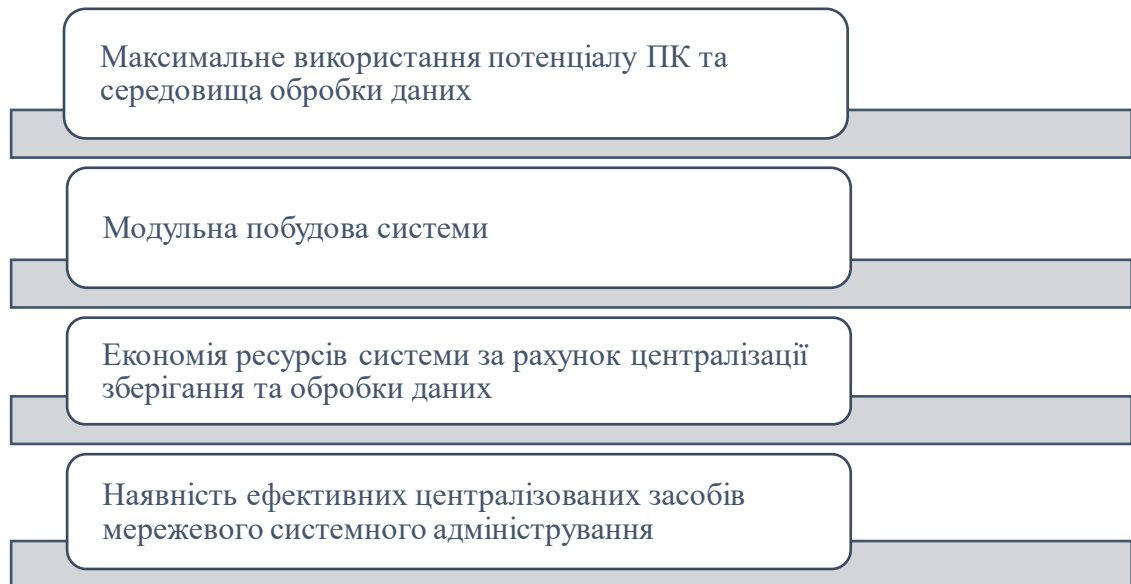 Максимальне використання потенціалу ПК та
середовища обробки даних
Модульна побудова системи
Економія ресурсів системи за рахунок централізації
зберігання та обробки даних
Наявність ефективних централізованих засобів
мережевого системного адміністрування